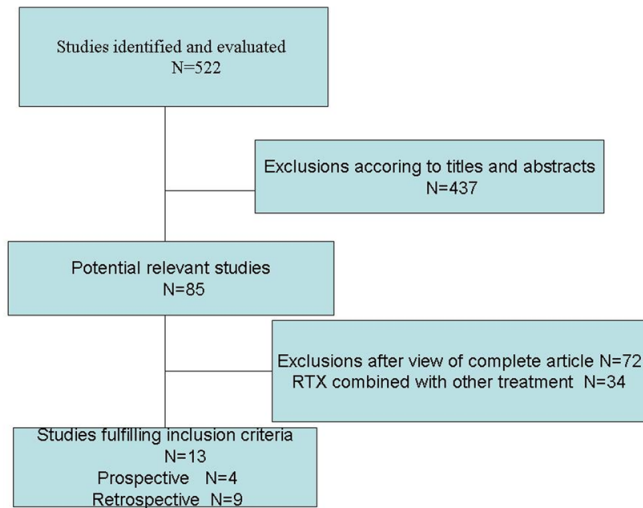 Studies identified and evaluated
N=522
Exclusions accoring to titles and abstracts
N=437
Potential relevant studies
N=85
Exclusions after view of complete article N=72
RTX combined with other treatment N=34
Studies fulfilling inclusion criteria
N=13
Prospective N=4
Retrospective N=9